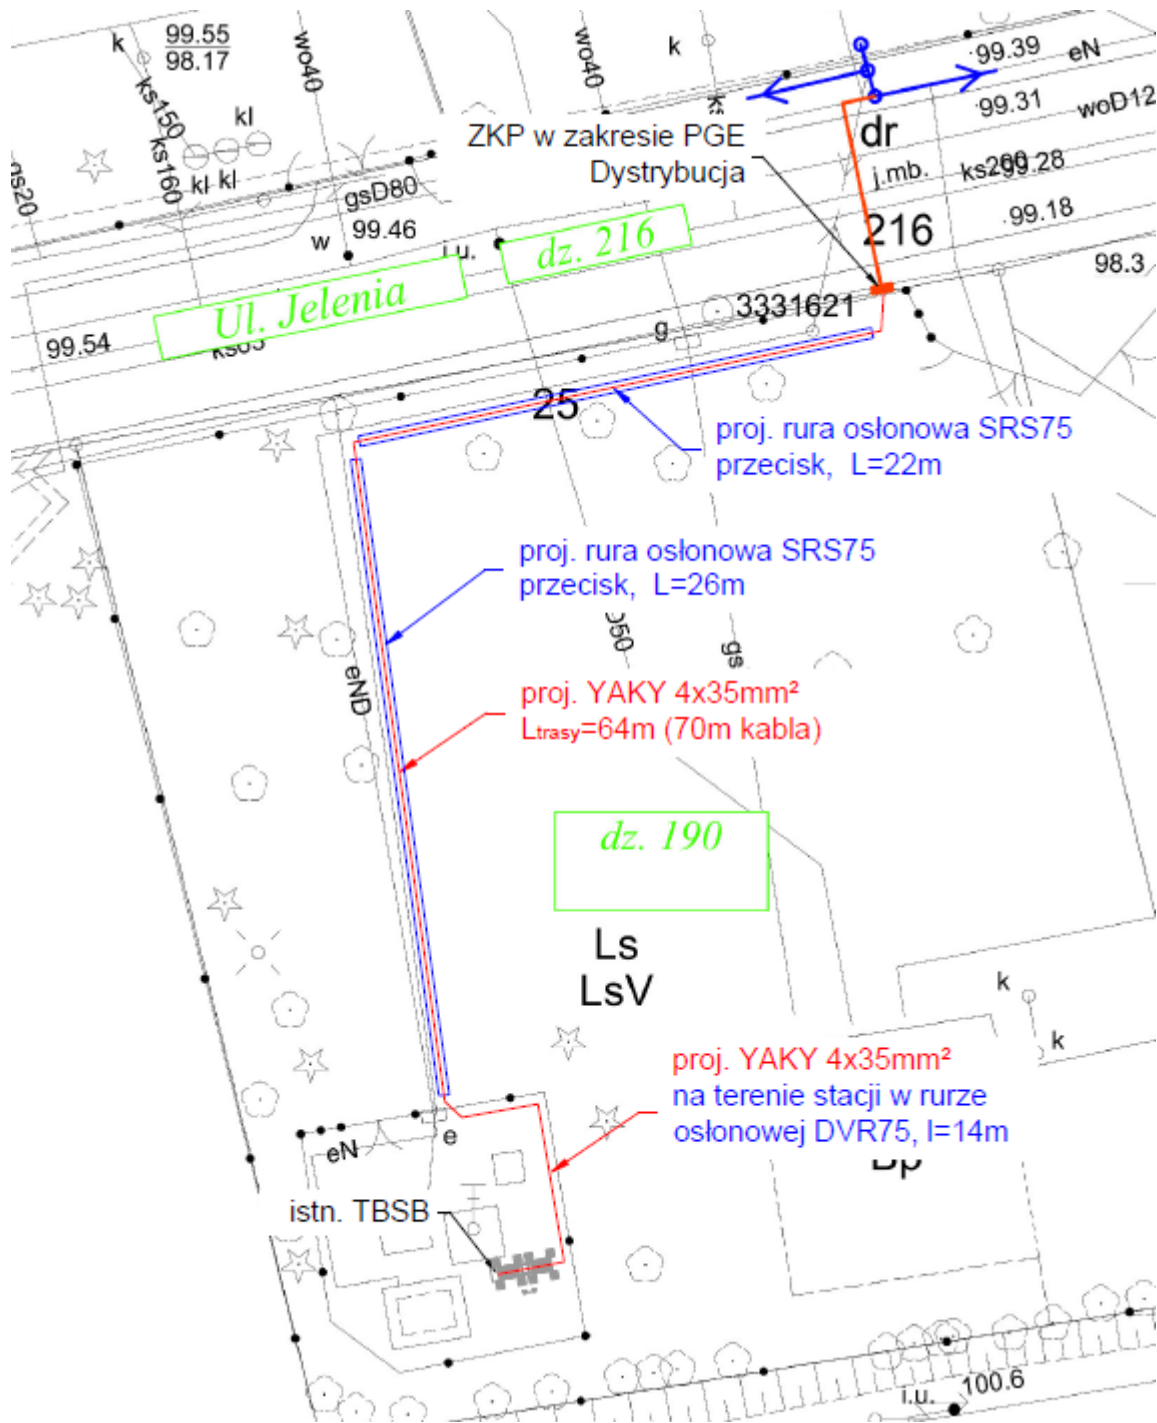 k
99.55
98.17
wo40
wo40
k
99.39
eN
99.31
woD12
ks150
ks160
kl
kl kl
gs20
gsD80
w
99.46
ZKP w zakresie PGE
Dystrybucja
dr
j.mb.
ks200
99.28
99.18
216
98.3
i.u.
dz. 216
Ul. Jelenia
99.54
3331621
g
25
proj. rura osłonowa SRS75
przecisk, L=22m
proj. rura osłonowa SRS75
przecisk, L=26m
gs
eND
proj. YAKY 4x35mm²
Ltrasy=64m (70m kabla)
dz. 190
Ls
LsV
k
k
proj. YAKY 4x35mm²
na terenie stacji w rurze
osłonowej DVR75, l=14m
Bp
eN
e
istn. TBSB
i.u.
100.6